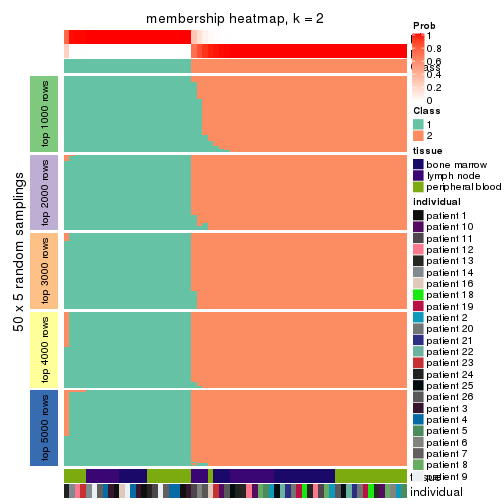 membership heatmap, k = 2
50 x 5 random samplings
top 1000 rows
top 2000 rows
top 3000 rows
top 4000 rows
top 5000 rows
Prob
1
0.8
0.6
0.4
0.2
0
Class
1
2
tissue
bone marrow
lymph node
peripheral blood
individual
patient 1
patient 10
patient 11
patient 12
patient 13
patient 14
patient 16
patient 18
patient 19
patient 2
patient 20
patient 21
patient 22
patient 23
patient 24
patient 25
patient 26
patient 3
patient 4
patient 5
patient 6
patient 7
patient 8
patient 9
individual